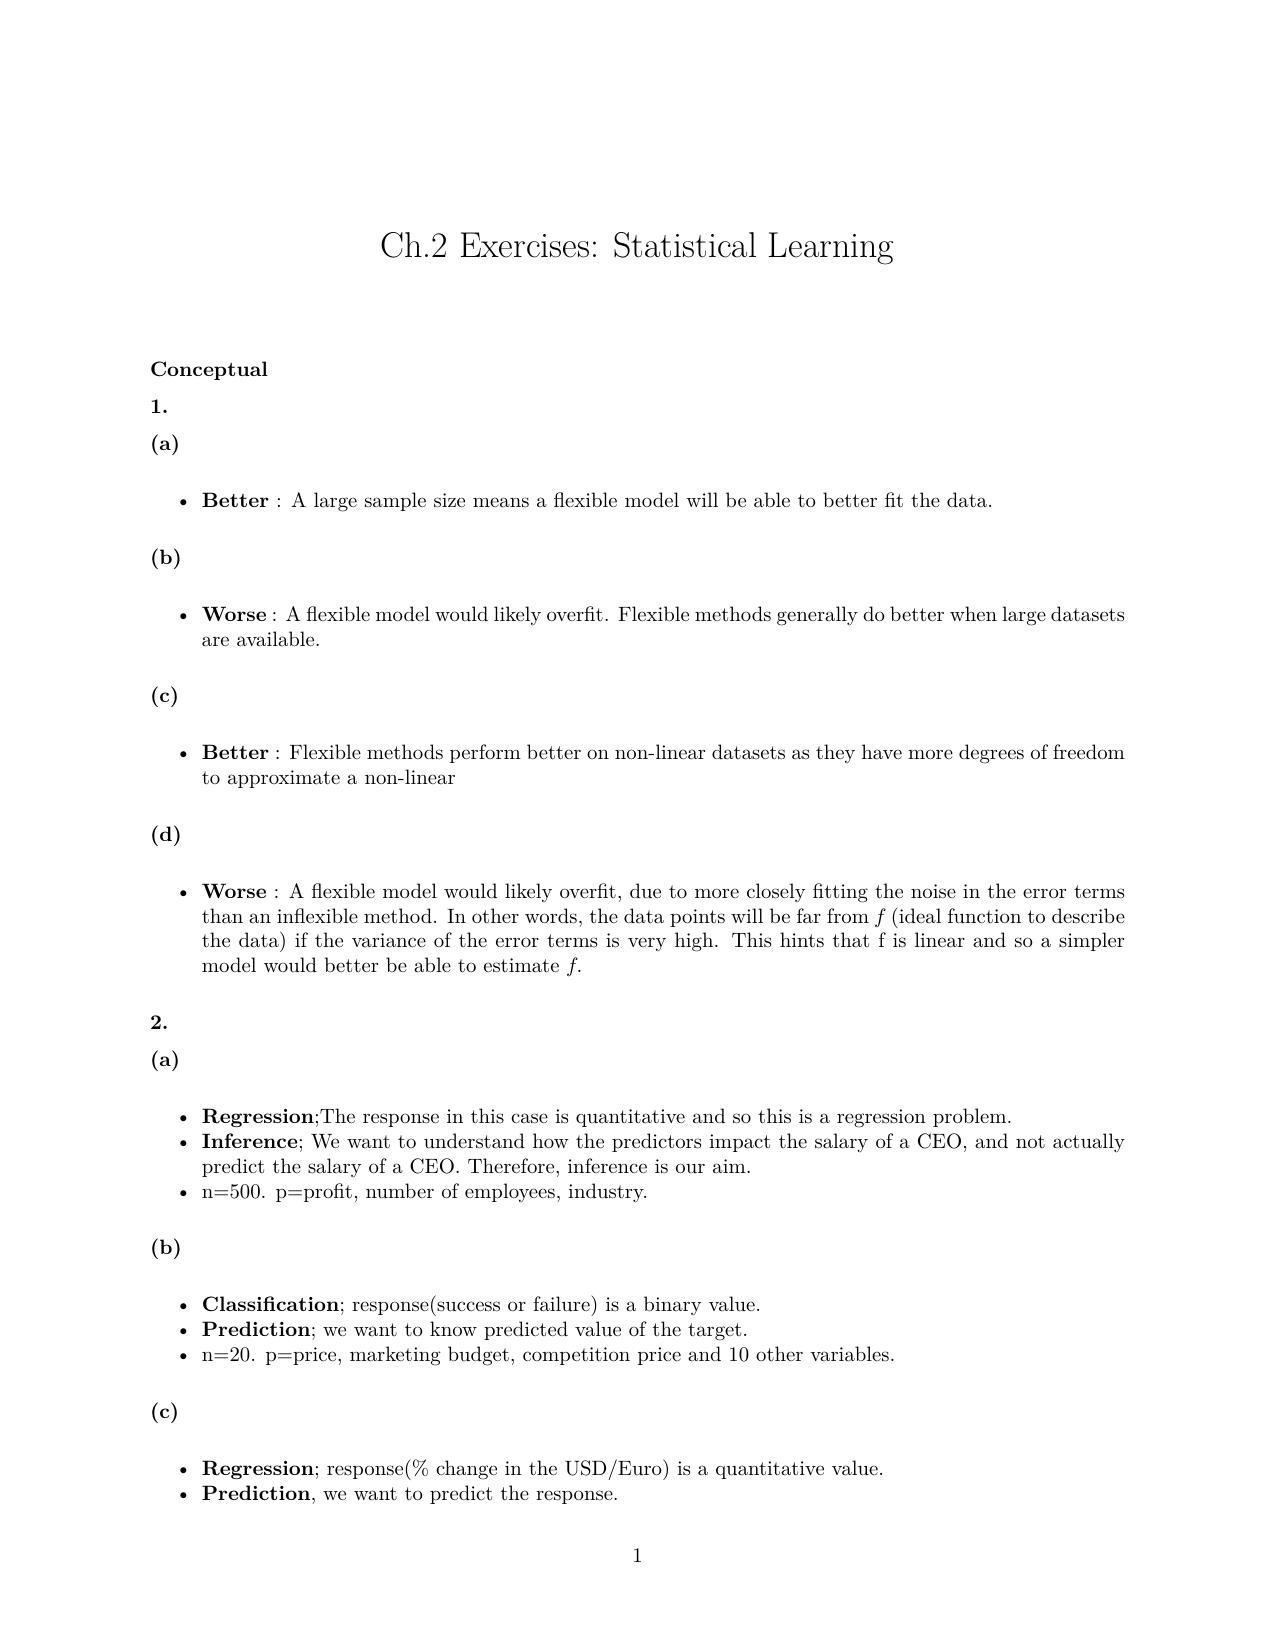 Ch.2 Exercises: Statistical Learning
Conceptual
1.
(a)
• Better : A large sample size means a flexible model will be able to better fit the data.
(b)
• Worse : A flexible model would likely overfit. Flexible methods generally do better when large datasets
are available.
(c)
• Better : Flexible methods perform better on non-linear datasets as they have more degrees of freedom
to approximate a non-linear
(d)
• Worse : A flexible model would likely overfit, due to more closely fitting the noise in the error terms
than an inflexible method. In other words, the data points will be far from f (ideal function to describe
the data) if the variance of the error terms is very high. This hints that f is linear and so a simpler
model would better be able to estimate f.
2.
(a)
• Regression;The response in this case is quantitative and so this is a regression problem.
• Inference; We want to understand how the predictors impact the salary of a CEO, and not actually
predict the salary of a CEO. Therefore, inference is our aim.
• n=500. p=profit, number of employees, industry.
(b)
• Classification; response(success or failure) is a binary value.
• Prediction; we want to know predicted value of the target.
• n=20. p=price, marketing budget, competition price and 10 other variables.
(c)
• Regression; response(% change in the USD/Euro) is a quantitative value.
• Prediction, we want to predict the response.
1